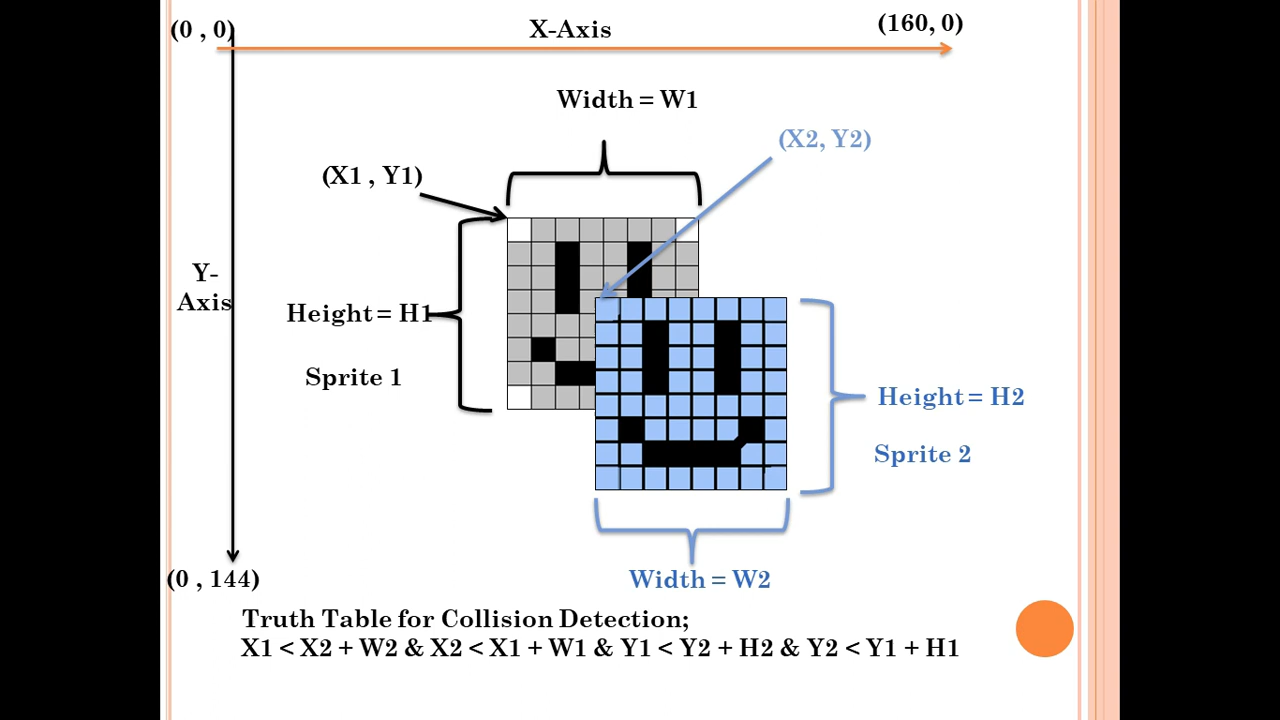 (0 , 0)
X-Axis
(160, 0)
Width = W1
(X2, Y2)
(X1 , Y1)
Y-
Axis
Height = H1
Sprite 1
Height = H2
Sprite 2
Width = W2
(0 , 144)
Truth Table for Collision Detection;
X1 < X2 + W2 & X2 < X1 + W1 & Y1 < Y2 + H2 & Y2 < Y1 + H1